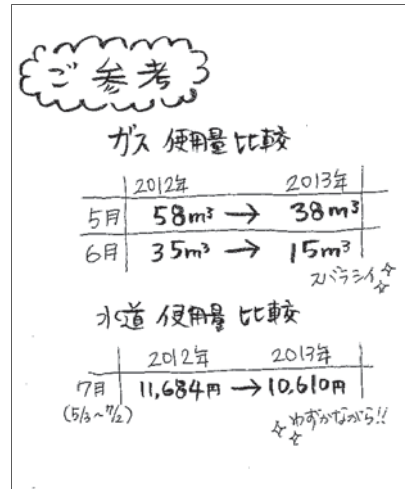 ご参考
ガス使用量比較
2012年 2013年
5月 58m³ → 38m³
6月 35m³ → 15m³
スバラシイ
水道使用量比較
2012年 2013年
7月 11,684円 → 10,610円
(5/3~7/2)
わずかながら!!